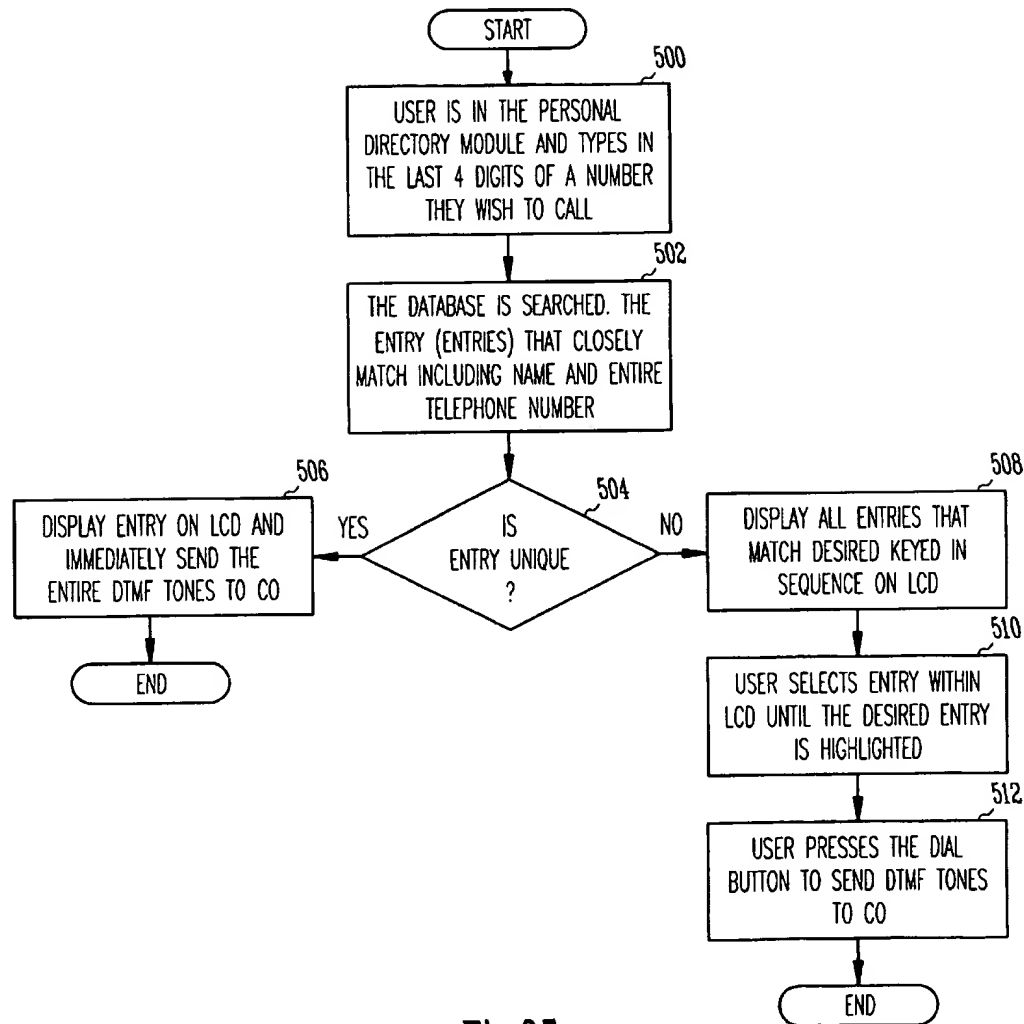 START
500
USER IS IN THE PERSONAL
DIRECTORY MODULE AND TYPES IN
THE LAST 4 DIGITS OF A NUMBER
THEY WISH TO CALL
502
THE DATABASE IS SEARCHED. THE
ENTRY (ENTRIES) THAT CLOSELY
MATCH INCLUDING NAME AND ENTIRE
TELEPHONE NUMBER
504
IS
ENTRY UNIQUE
?
YES
506
DISPLAY ENTRY ON LCD AND
IMMEDIATELY SEND THE
ENTIRE DTMF TONES TO CO
END
NO
508
DISPLAY ALL ENTRIES THAT
MATCH DESIRED KEYED IN
SEQUENCE ON LCD
510
USER SELECTS ENTRY WITHIN
LCD UNTIL THE DESIRED ENTRY
IS HIGHLIGHTED
512
USER PRESSES THE DIAL
BUTTON TO SEND DTMF TONES
TO CO
END